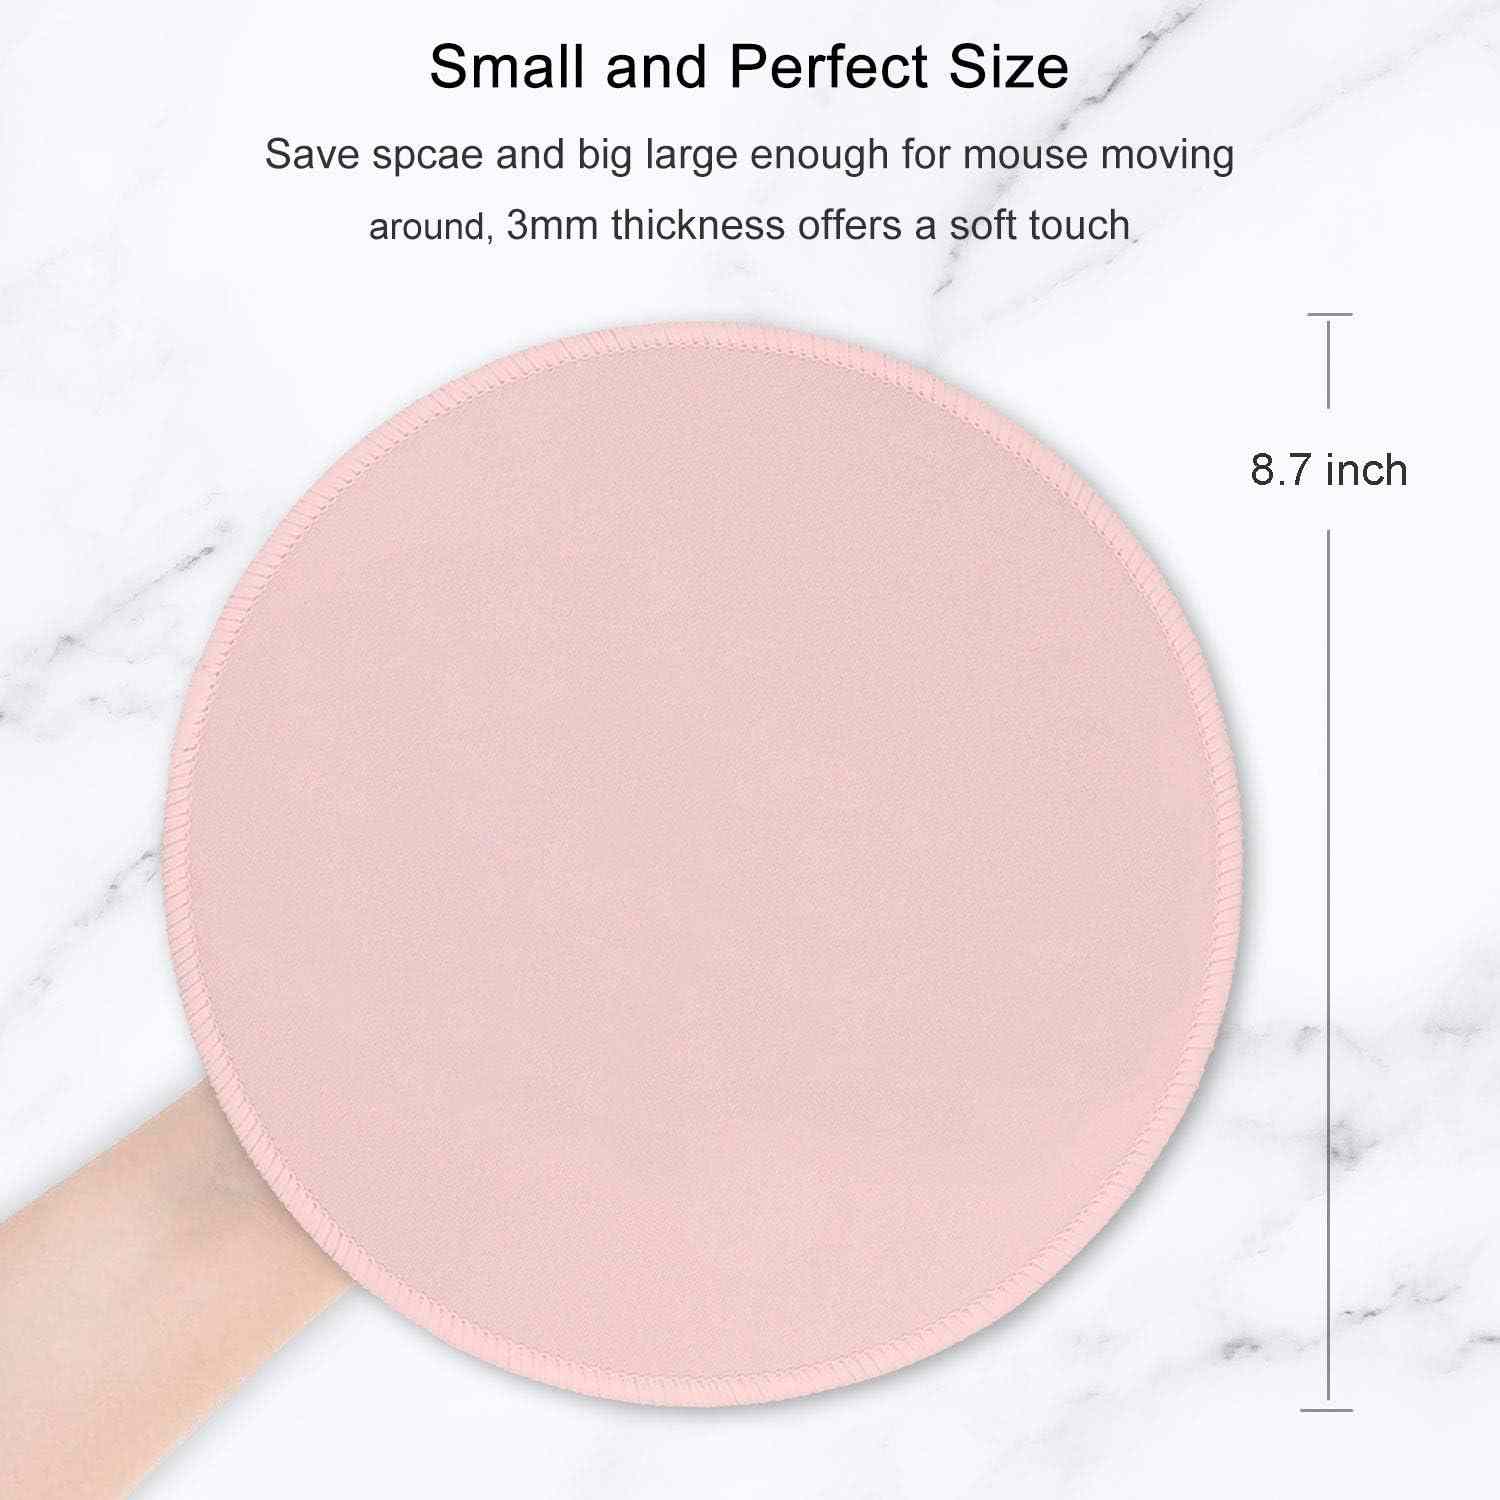 Small and Perfect Size
Save spcae and big large enough for mouse moving
around, 3mm thickness offers a soft touch
8.7 inch